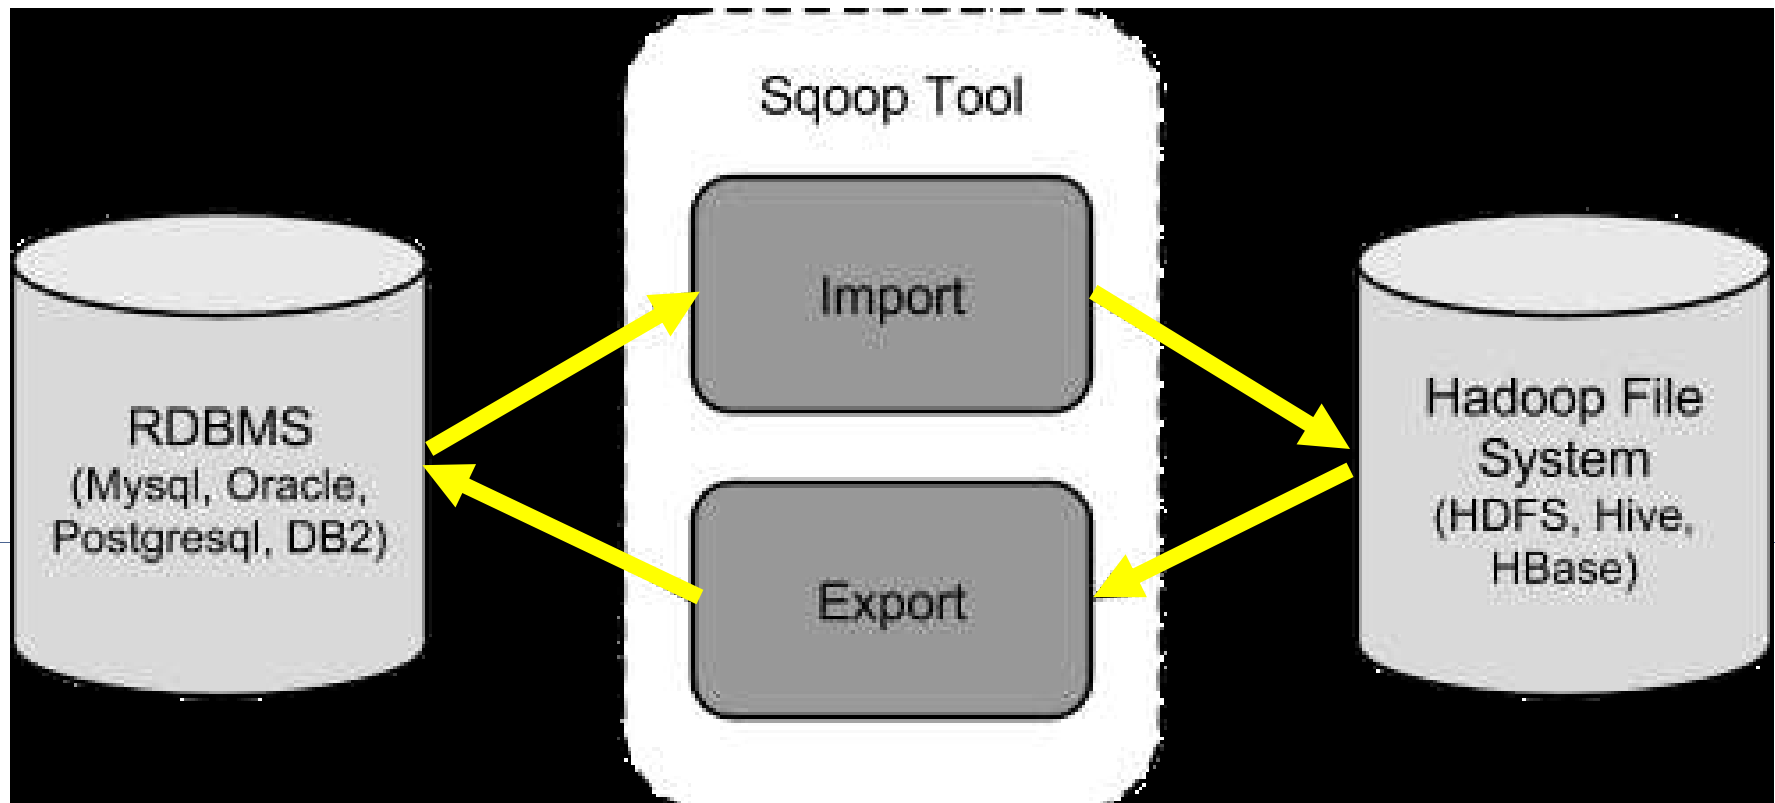 Sqoop Tool
Import
RDBMS
(Mysql, Oracle,
Postgresql, DB2)
Hadoop File
System
(HDFS, Hive,
HBase)
Export